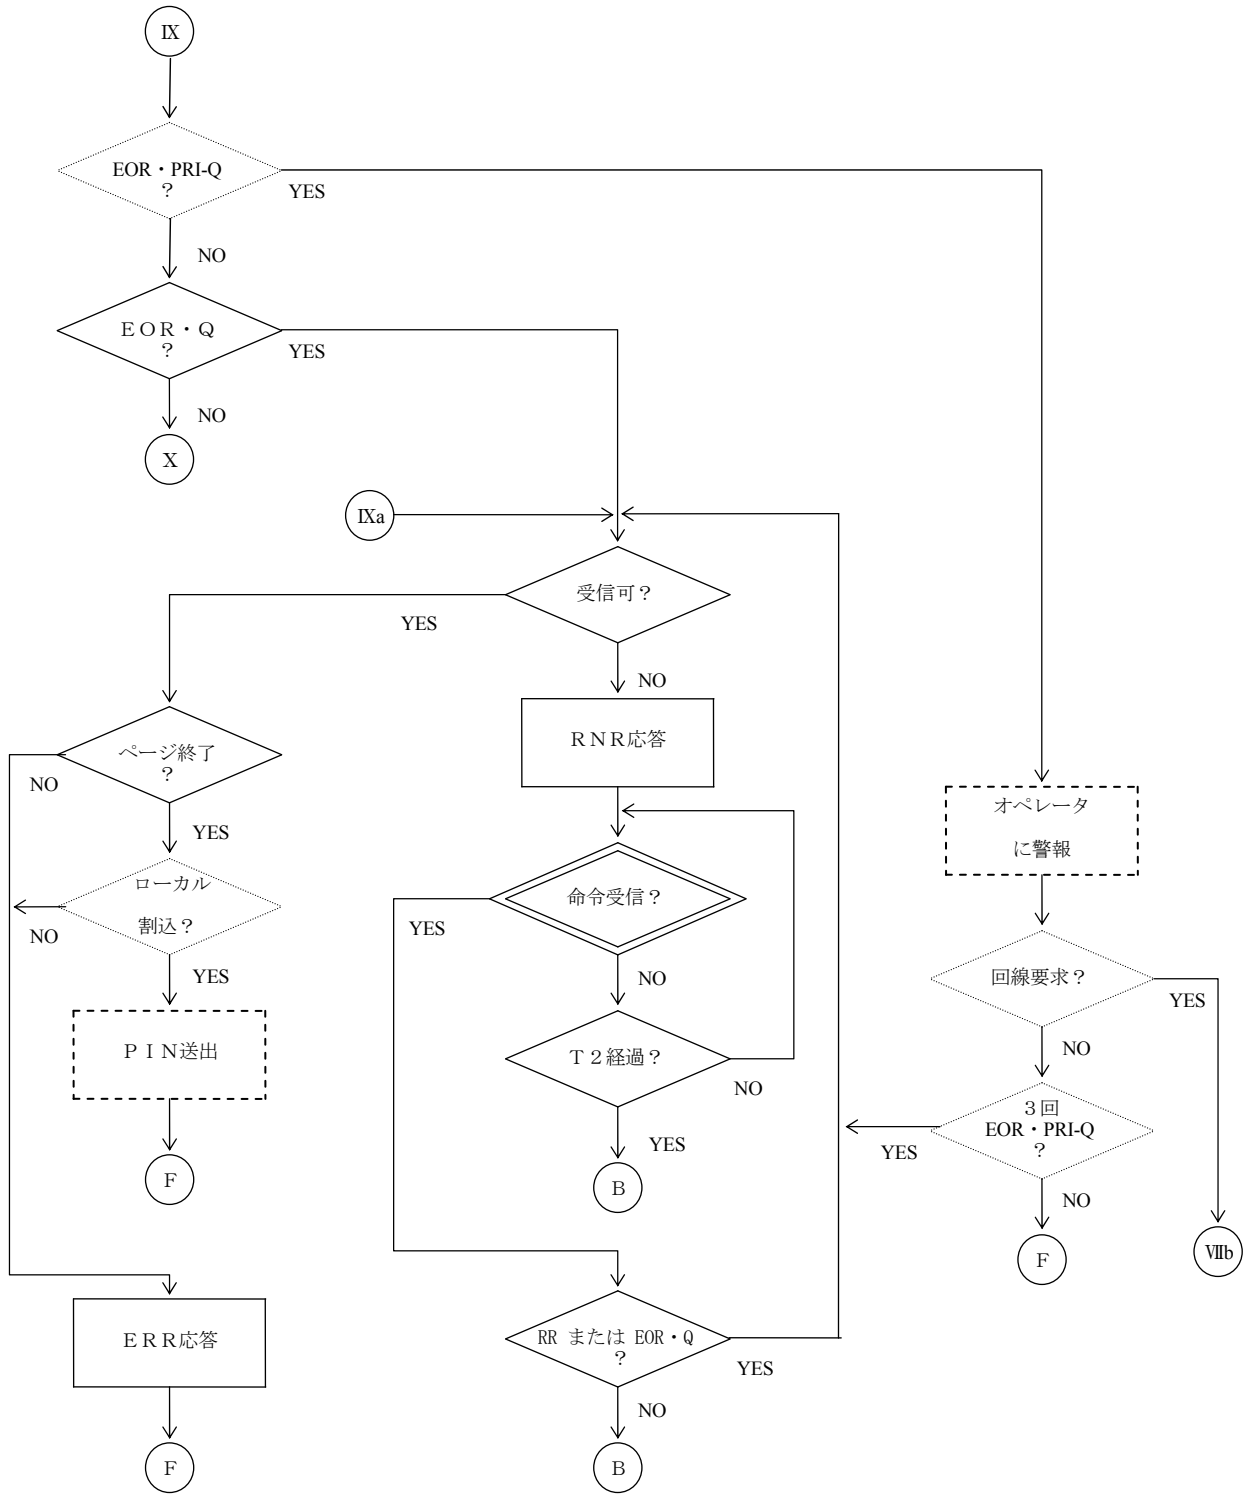 Ⅸ
EOR・PRI-Q
?
YES
NO
ＥＯＲ・Ｑ
?
YES
NO
Ⅹ
Ⅸa
受信可？
YES
NO
ＲＮＲ応答
ページ終了
?
NO
YES
ローカル
割込？
NO
YES
ＰＩＮ送出
Ｆ
命令受信？
YES
NO
Ｔ２経過？
NO
YES
Ｂ
オペレータ
に警報
回線要求？
YES
NO
３回
EOR・PRI-Q
?
YES
NO
Ｆ
Ⅶb
ＥＲＲ応答
Ｆ
RR または EOR・Q
?
YES
NO
Ｂ